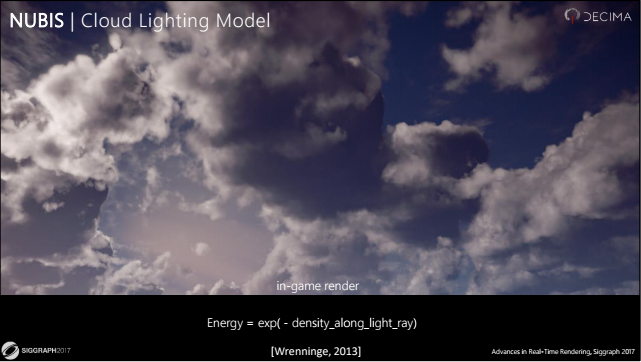 NUBIS | Cloud Lighting Model
DECIMA
in-game render
Energy = exp( - density_along_light_ray)
SIGGRAPH2017
[Wrenninge, 2013]
Advances in Real-Time Rendering, Siggraph 2017